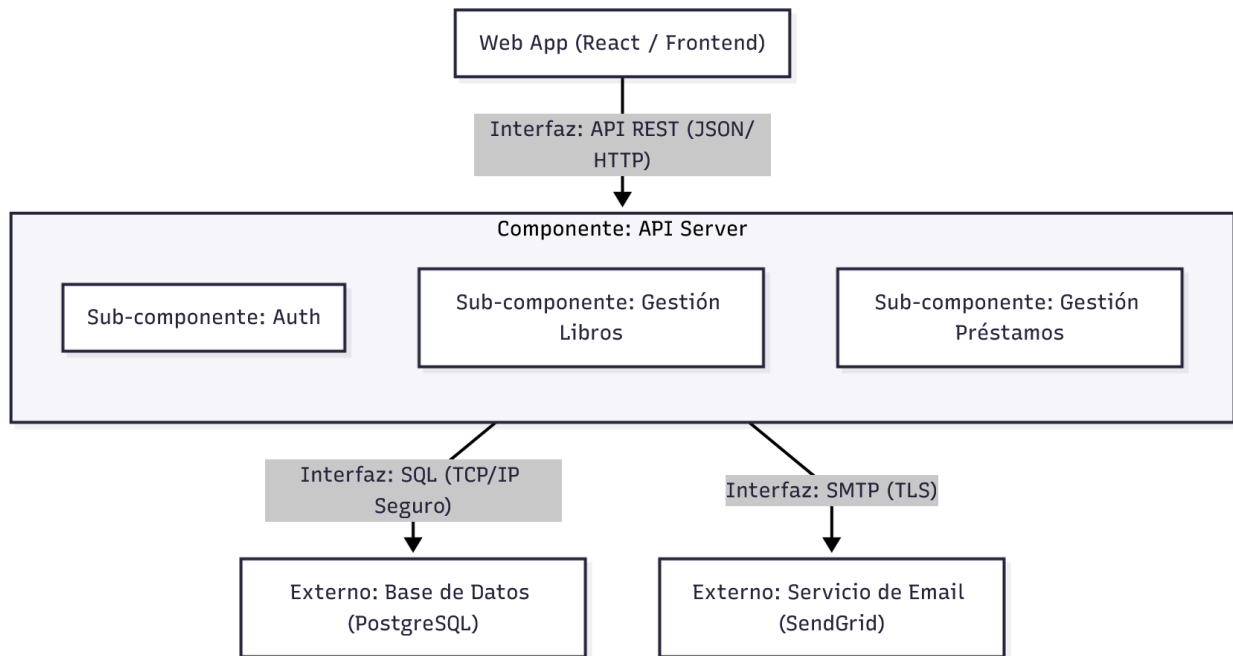 Web App (React / Frontend)
Interfaz: API REST (JSON/
HTTP)
Componente: API Server
Sub-componente: Auth
Sub-componente: Gestión
Libros
Sub-componente: Gestión
Préstamos
Interfaz: SQL (TCP/IP
Seguro)
Interfaz: SMTP (TLS)
Externo: Base de Datos
(PostgreSQL)
Externo: Servicio de Email
(SendGrid)